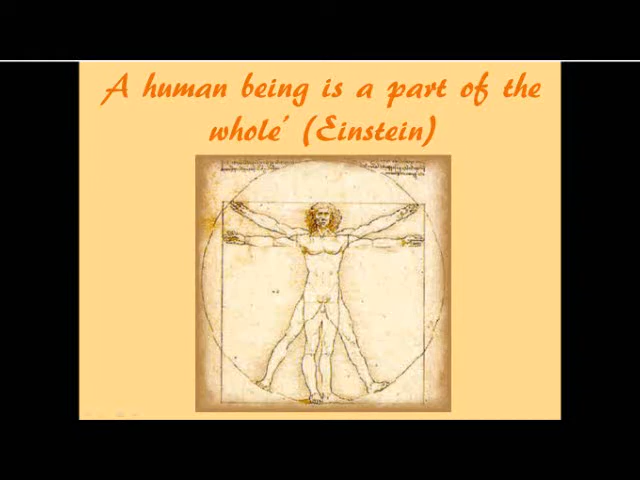 A human being is a part of the
whole' (Einstein)